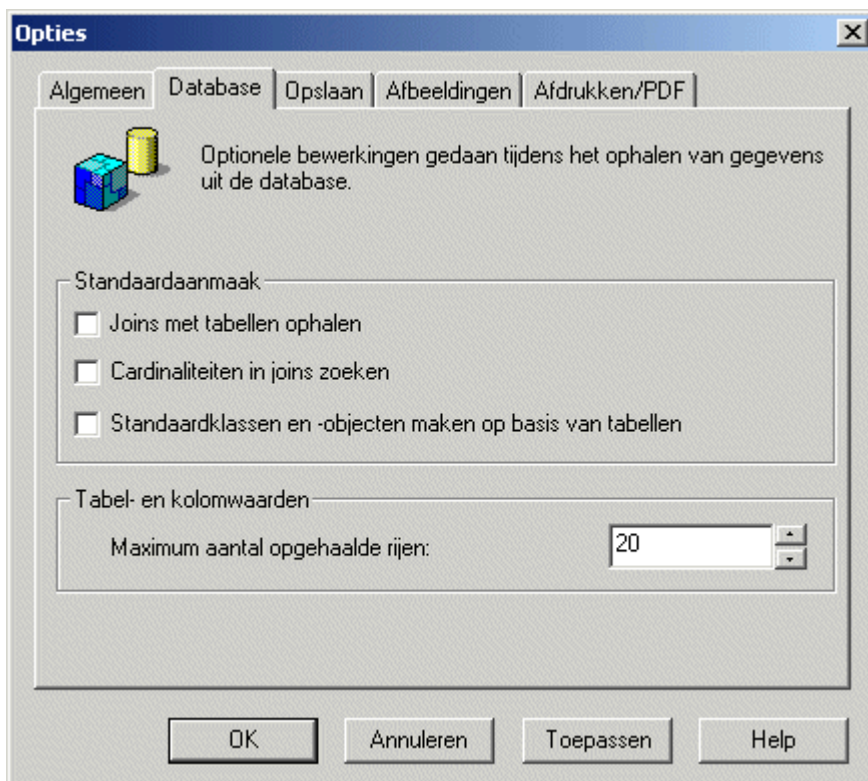 Opties
Algemeen Database Opslaan Afbeeldingen Afdrukken/PDF
Optionele bewerkingen gedaan tijdens het ophalen van gegevens
uit de database.
Standaardaanmaak
Joins met tabellen ophalen
Cardinaliteiten in joins zoeken
Standaardklassen en -objecten maken op basis van tabellen
Tabel- en kolomwaarden
Maximum aantal opgehaalde rijen: 20
OK Annuleren Toepassen Help